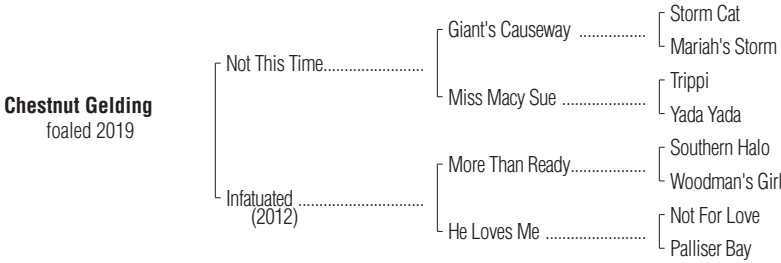 Storm Cat
Giant's Causeway ................
Mariah's Storm
Not This Time........................
Trippi
Miss Macy Sue ....................
Yada Yada
Chestnut Gelding
foaled 2019
Southern Halo
More Than Ready..................
Woodman's Girl
Infatuated ..............................
(2012)
Not For Love
He Loves Me ........................
Palliser Bay